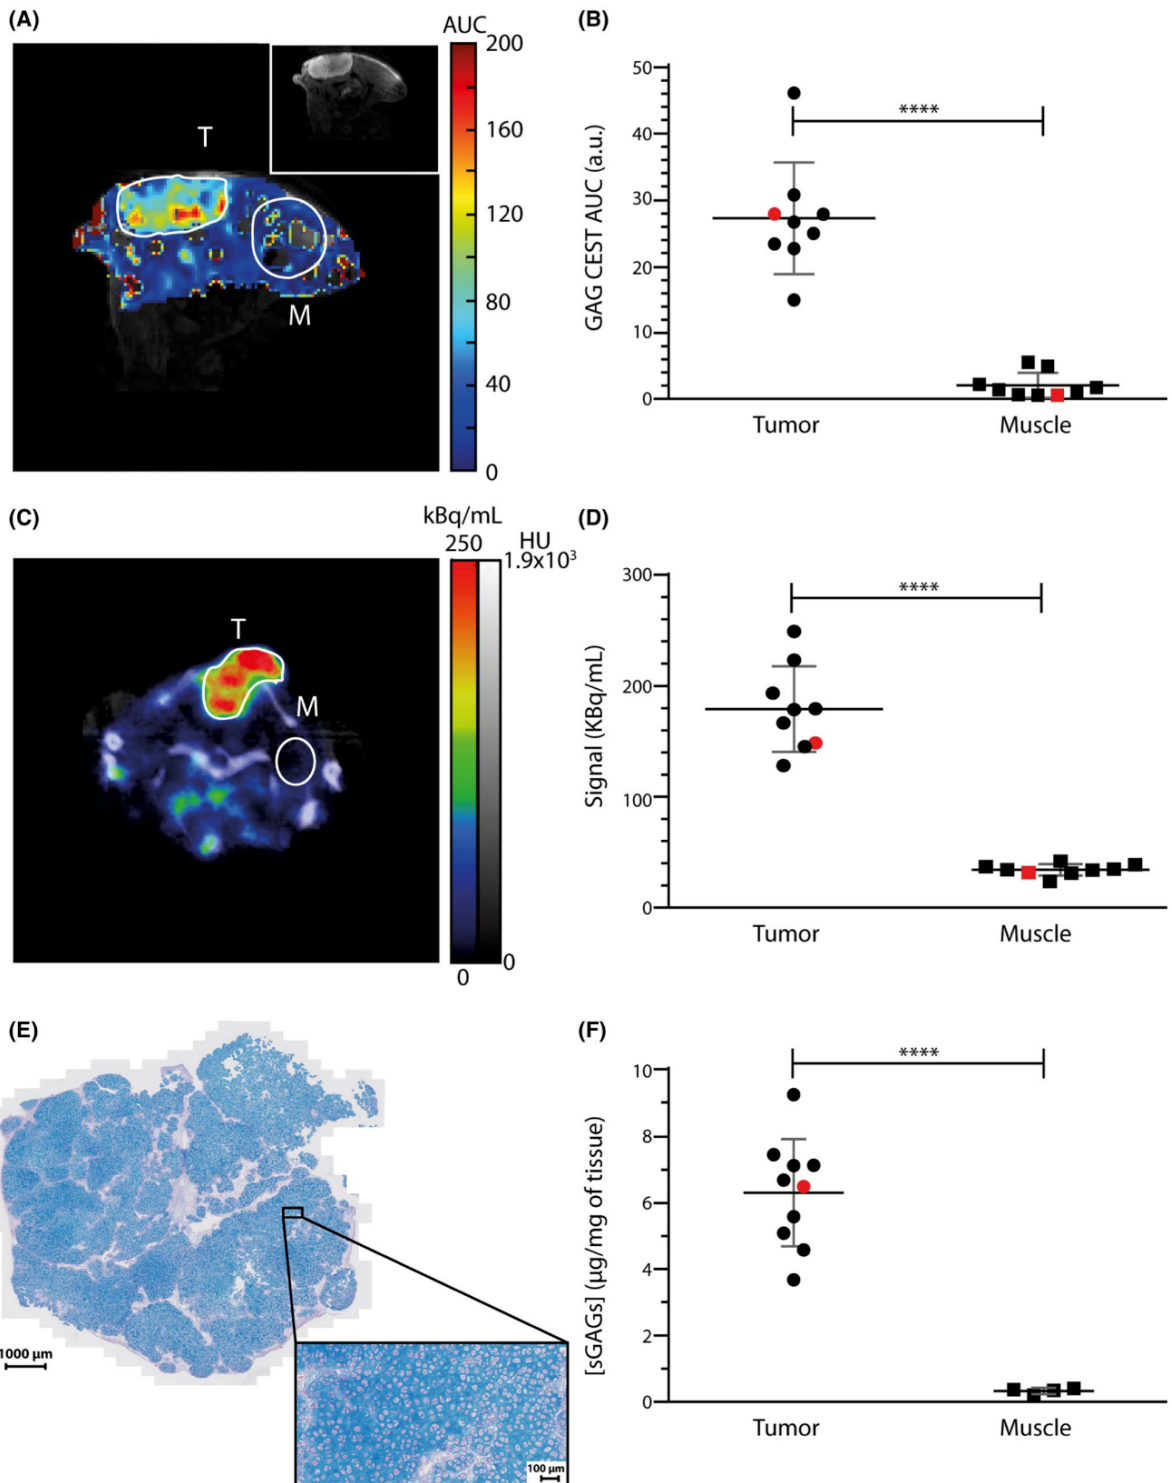 (A)
AUC
200
160
120
80
40
0
T
M
(B)
GAG CEST AUC (a.u.)
50
40
30
20
10
0
****
Tumor
Muscle
(C)
kBq/mL
250
HU
1.9x10³
0
0
T
M
(D)
Signal (KBq/mL)
300
200
100
0
****
Tumor
Muscle
(E)
1000 µm
100 µm
(F)
[sGAGs] (µg/mg of tissue)
10
8
6
4
2
0
****
Tumor
Muscle